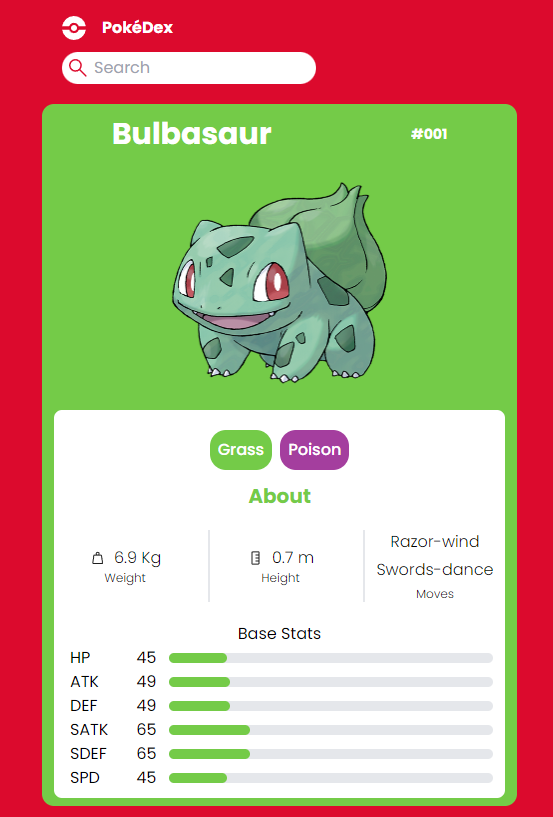 PokéDex
Search
Bulbasaur #001
Grass Poison
About
6.9 Kg
Weight
0.7 m
Height
Razor-wind
Swords-dance
Moves
Base Stats
HP 45
ATK 49
DEF 49
SATK 65
SDEF 65
SPD 45